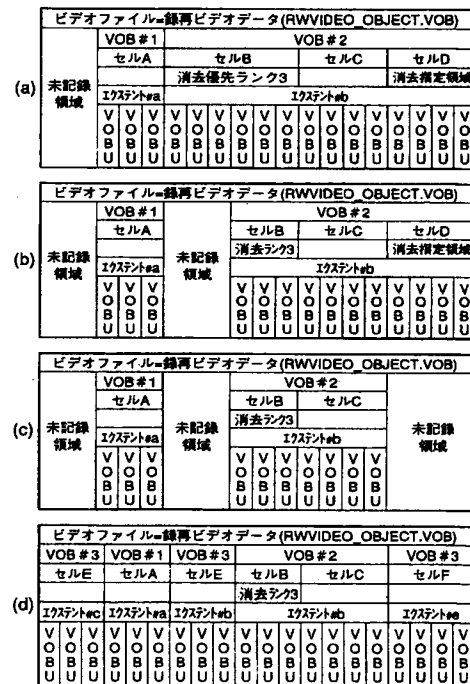 ビデオファイル=録再ビデオデータ(RWVIDEO_OBJECT.VOB)
VOB#1 VOB#2
セルA セルB セルC セルD
消去優先ランク3 消去指定領域
(a) 未記録領域
エクステント#a エクステント#b
VOBU VOBU VOBU VOBU VOBU VOBU VOBU VOBU VOBU VOBU VOBU VOBU VOBU VOBU VOBU VOBU VOBU
ビデオファイル=録再ビデオデータ(RWVIDEO_OBJECT.VOB)
VOB#1 VOB#2
セルA セルB セルC セルD
消去ランク3 消去指定領域
(b) 未記録領域 未記録領域
エクステント#a エクステント#b
VOBU VOBU VOBU VOBU VOBU VOBU VOBU VOBU VOBU VOBU VOBU VOBU VOBU VOBU
ビデオファイル=録再ビデオデータ(RWVIDEO_OBJECT.VOB)
VOB#1 VOB#2
セルA セルB セルC
消去ランク3
(c) 未記録領域 未記録領域 未記録領域
エクステント#a エクステント#b
VOBU VOBU VOBU VOBU VOBU VOBU VOBU VOBU VOBU VOBU VOBU
ビデオファイル=録再ビデオデータ(RWVIDEO_OBJECT.VOB)
VOB#3 VOB#1 VOB#3 VOB#2 VOB#3
セルE セルA セルE セルB セルC セルF
消去ランク3
(d)
エクステント#c エクステント#a エクステント#b エクステント#b エクステント#e
VOBU VOBU VOBU VOBU VOBU VOBU VOBU VOBU VOBU VOBU VOBU VOBU VOBU VOBU VOBU VOBU VOBU VOBU VOBU VOBU